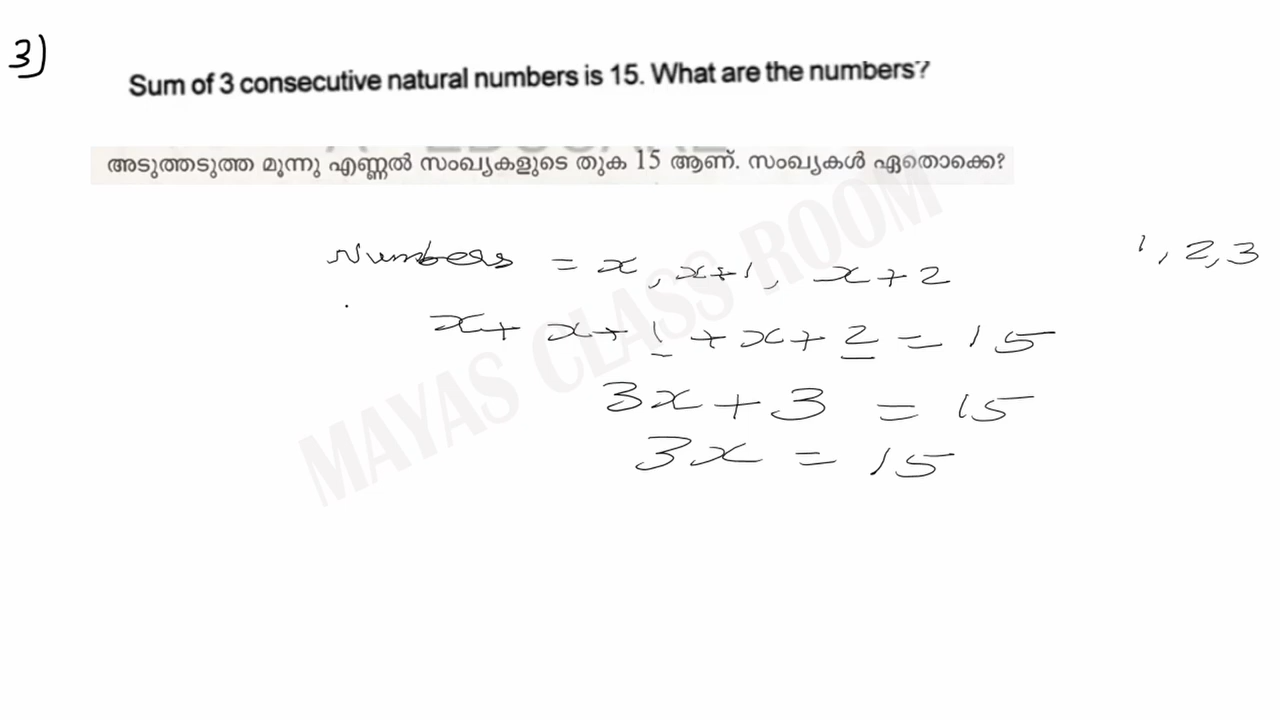 3)
Sum of 3 consecutive natural numbers is 15. What are the numbers?
അടുത്തടുത്ത മൂന്നു എണ്ണൽ സംഖ്യകളുടെ തുക 15 ആണ്. സംഖ്യകൾ ഏതൊക്കെ?
Numbers = x, x+1, x+2
1, 2, 3
x+ x+1 +x+2 = 15
3x+3 = 15
3x = 15
MAYAS CLASS ROOM